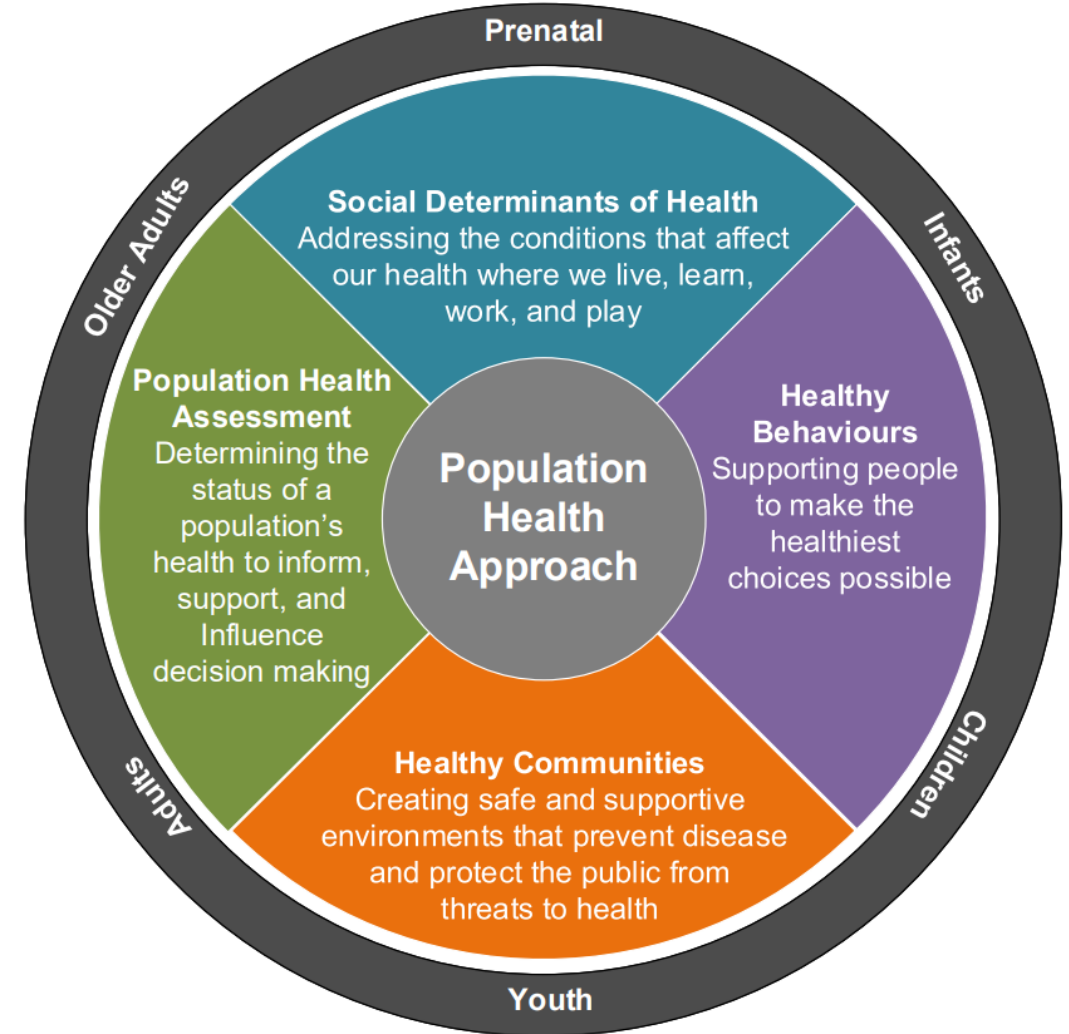 Prenatal
Social Determinants of Health
Addressing the conditions that affect
our health where we live, learn,
work, and play
Infants
Healthy
Behaviours
Supporting people
to make the
healthiest
choices possible
Children
Healthy Communities
Creating safe and supportive
environments that prevent disease
and protect the public from
threats to health
Youth
Adults
Population Health
Assessment
Determining the
status of a
population’s
health to inform,
support, and
Influence
decision making
Older Adults
Population
Health
Approach